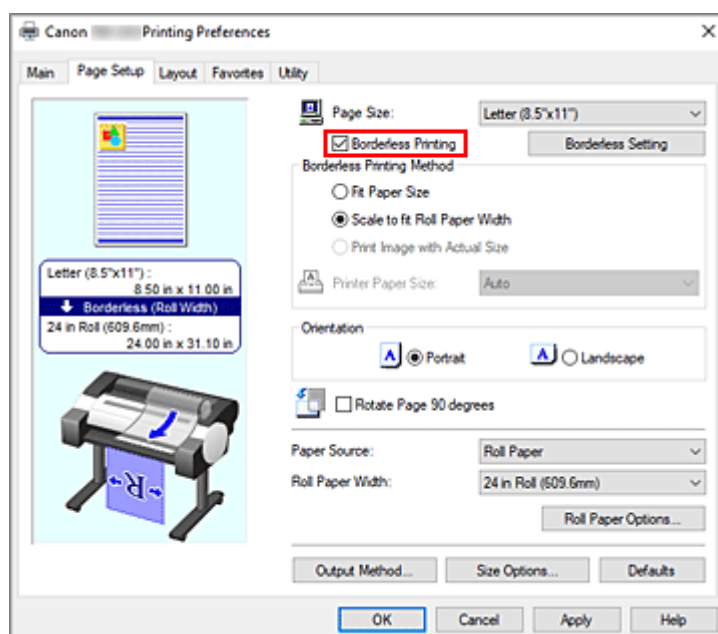 Canon Printing Preferences
Main Page Setup Layout Favorites Utility
Page Size: Letter (8.5"x11")
Borderless Printing Borderless Setting
Borderless Printing Method
Fit Paper Size
Scale to fit Roll Paper Width
Print Image with Actual Size
Letter (8.5"x11") :
8.50 in x 11.00 in
Borderless (Roll Width)
24 in Roll (609.6mm) :
24.00 in x 31.10 in
Printer Paper Size: Auto
Orientation
A Portrait A Landscape
Rotate Page 90 degrees
R
Paper Source: Roll Paper
Roll Paper Width: 24 in Roll (609.6mm)
Roll Paper Options...
Output Method... Size Options... Defaults
OK Cancel Apply Help